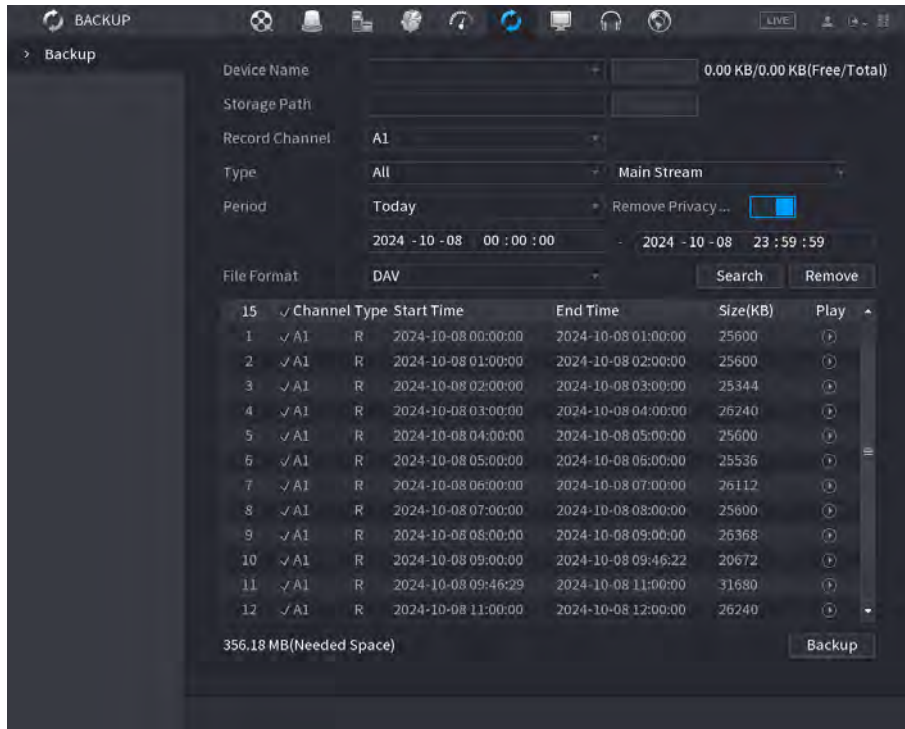 BACKUP LIVE
> Backup
Device Name 0.00 KB/0.00 KB(Free/Total)
Storage Path
Record Channel A1
Type All Main Stream
Period Today Remove Privacy...
2024 -10 -08 00 : 00 : 00 - 2024 -10 -08 23 : 59 : 59
File Format DAV Search Remove
15 Channel Type Start Time End Time Size(KB) Play
1 A1 R 2024-10-08 00:00:00 2024-10-08 01:00:00 25600
2 A1 R 2024-10-08 01:00:00 2024-10-08 02:00:00 25600
3 A1 R 2024-10-08 02:00:00 2024-10-08 03:00:00 25344
4 A1 R 2024-10-08 03:00:00 2024-10-08 04:00:00 26240
5 A1 R 2024-10-08 04:00:00 2024-10-08 05:00:00 25600
6 A1 R 2024-10-08 05:00:00 2024-10-08 06:00:00 25536
7 A1 R 2024-10-08 06:00:00 2024-10-08 07:00:00 26112
8 A1 R 2024-10-08 07:00:00 2024-10-08 08:00:00 25600
9 A1 R 2024-10-08 08:00:00 2024-10-08 09:00:00 26368
10 A1 R 2024-10-08 09:00:00 2024-10-08 09:46:22 20672
11 A1 R 2024-10-08 09:46:29 2024-10-08 11:00:00 31680
12 A1 R 2024-10-08 11:00:00 2024-10-08 12:00:00 26240
356.18 MB(Needed Space) Backup